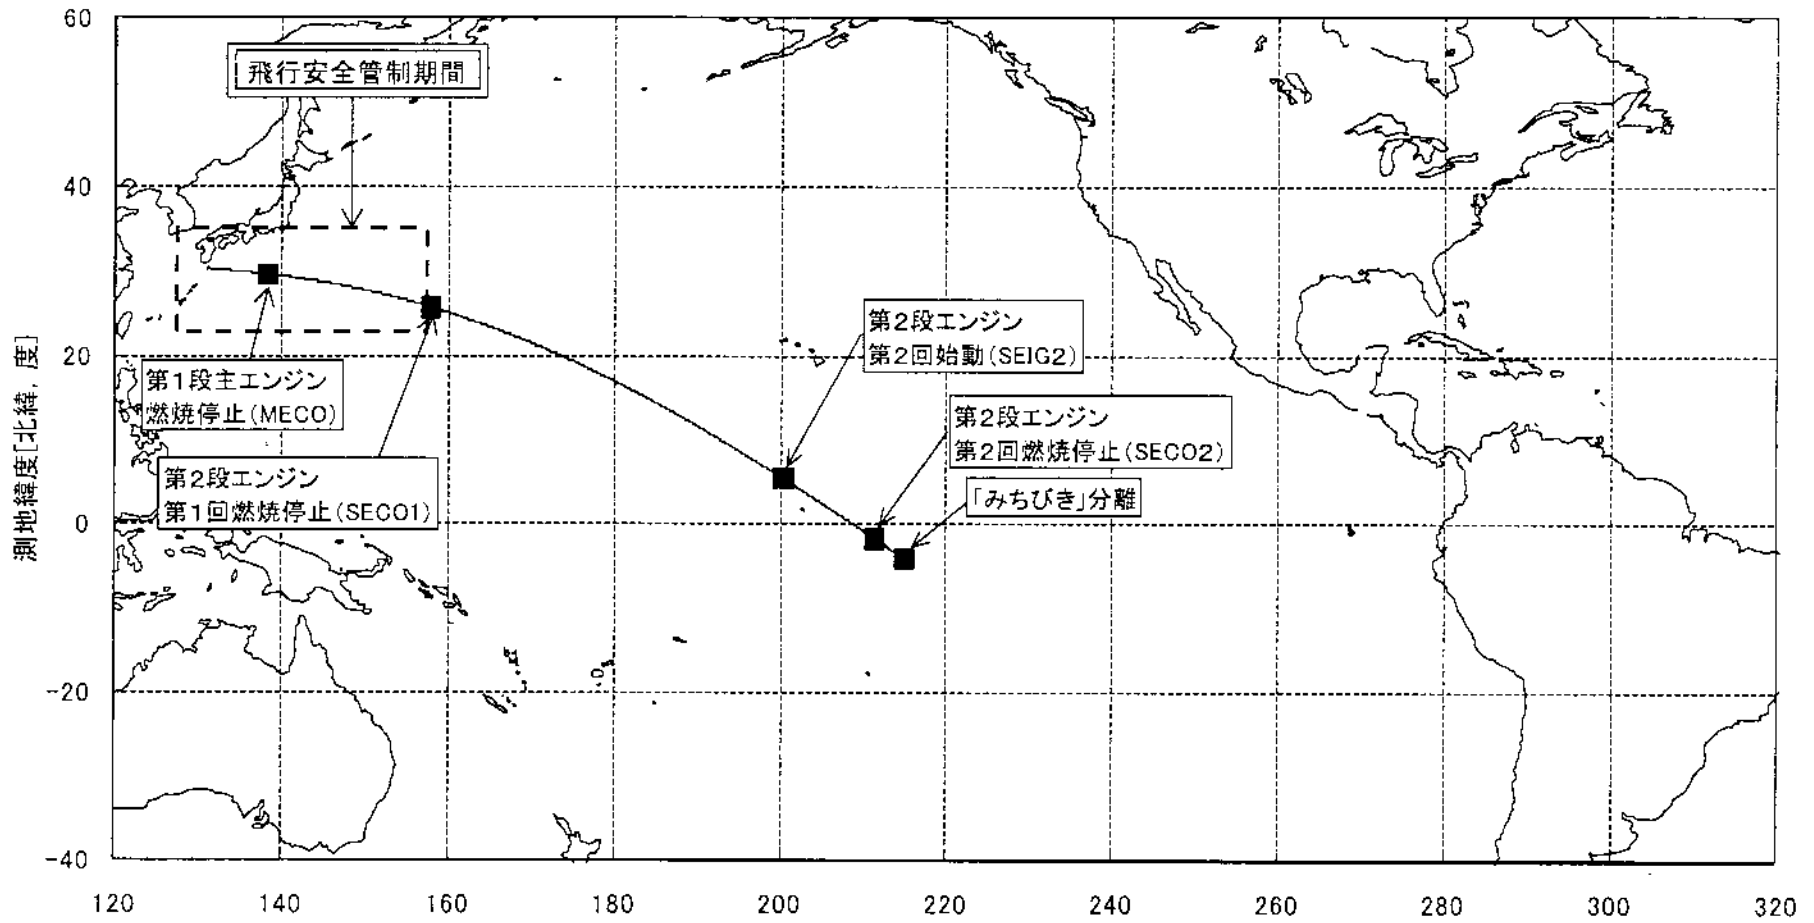 60
飛行安全管制期間
40
20
0
-20
-40
測地緯度[北緯, 度]
第1段主エンジン
燃焼停止(MECO)
第2段エンジン
第1回燃焼停止(SECO1)
第2段エンジン
第2回始動(SEIG2)
第2段エンジン
第2回燃焼停止(SECO2)
「みちびき」分離
120 140 160 180 200 220 240 260 280 300 320